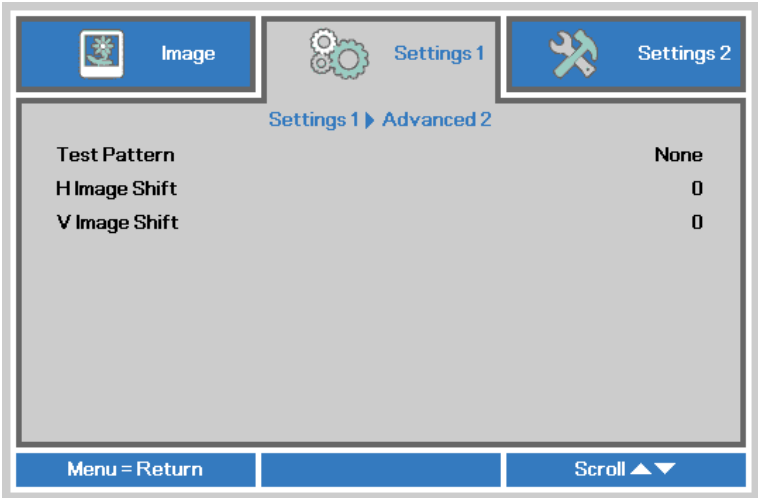 Image Settings 1 Settings 2
Settings 1 ▶ Advanced 2
Test Pattern None
H Image Shift 0
V Image Shift 0
Menu = Return Scroll ▲▼